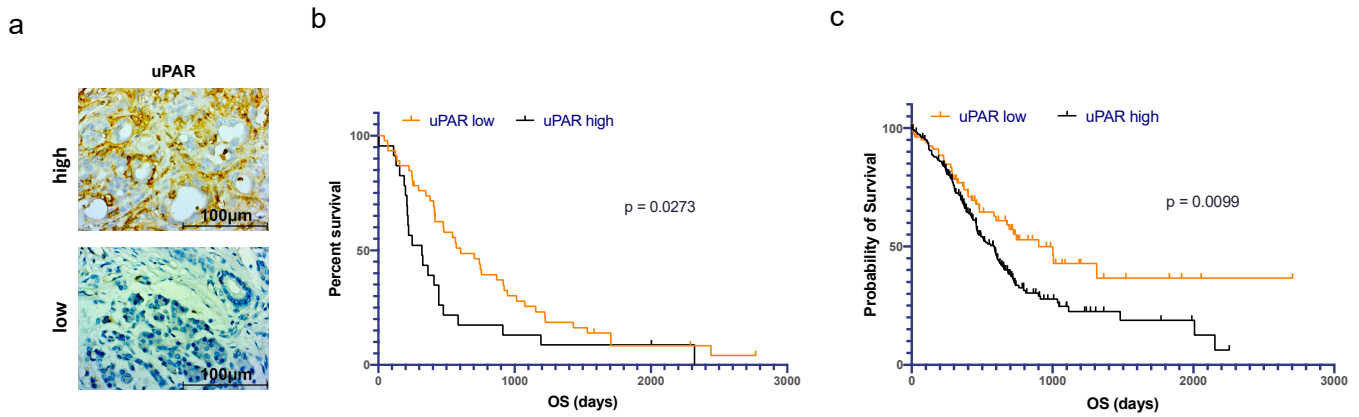 a
uPAR
high
100µm
low
100µm
b
uPAR low
uPAR high
Percent survival
100
50
0
p = 0.0273
0
1000
2000
3000
OS (days)
c
uPAR low
uPAR high
Probability of Survival
100
50
0
p = 0.0099
0
1000
2000
3000
OS (days)